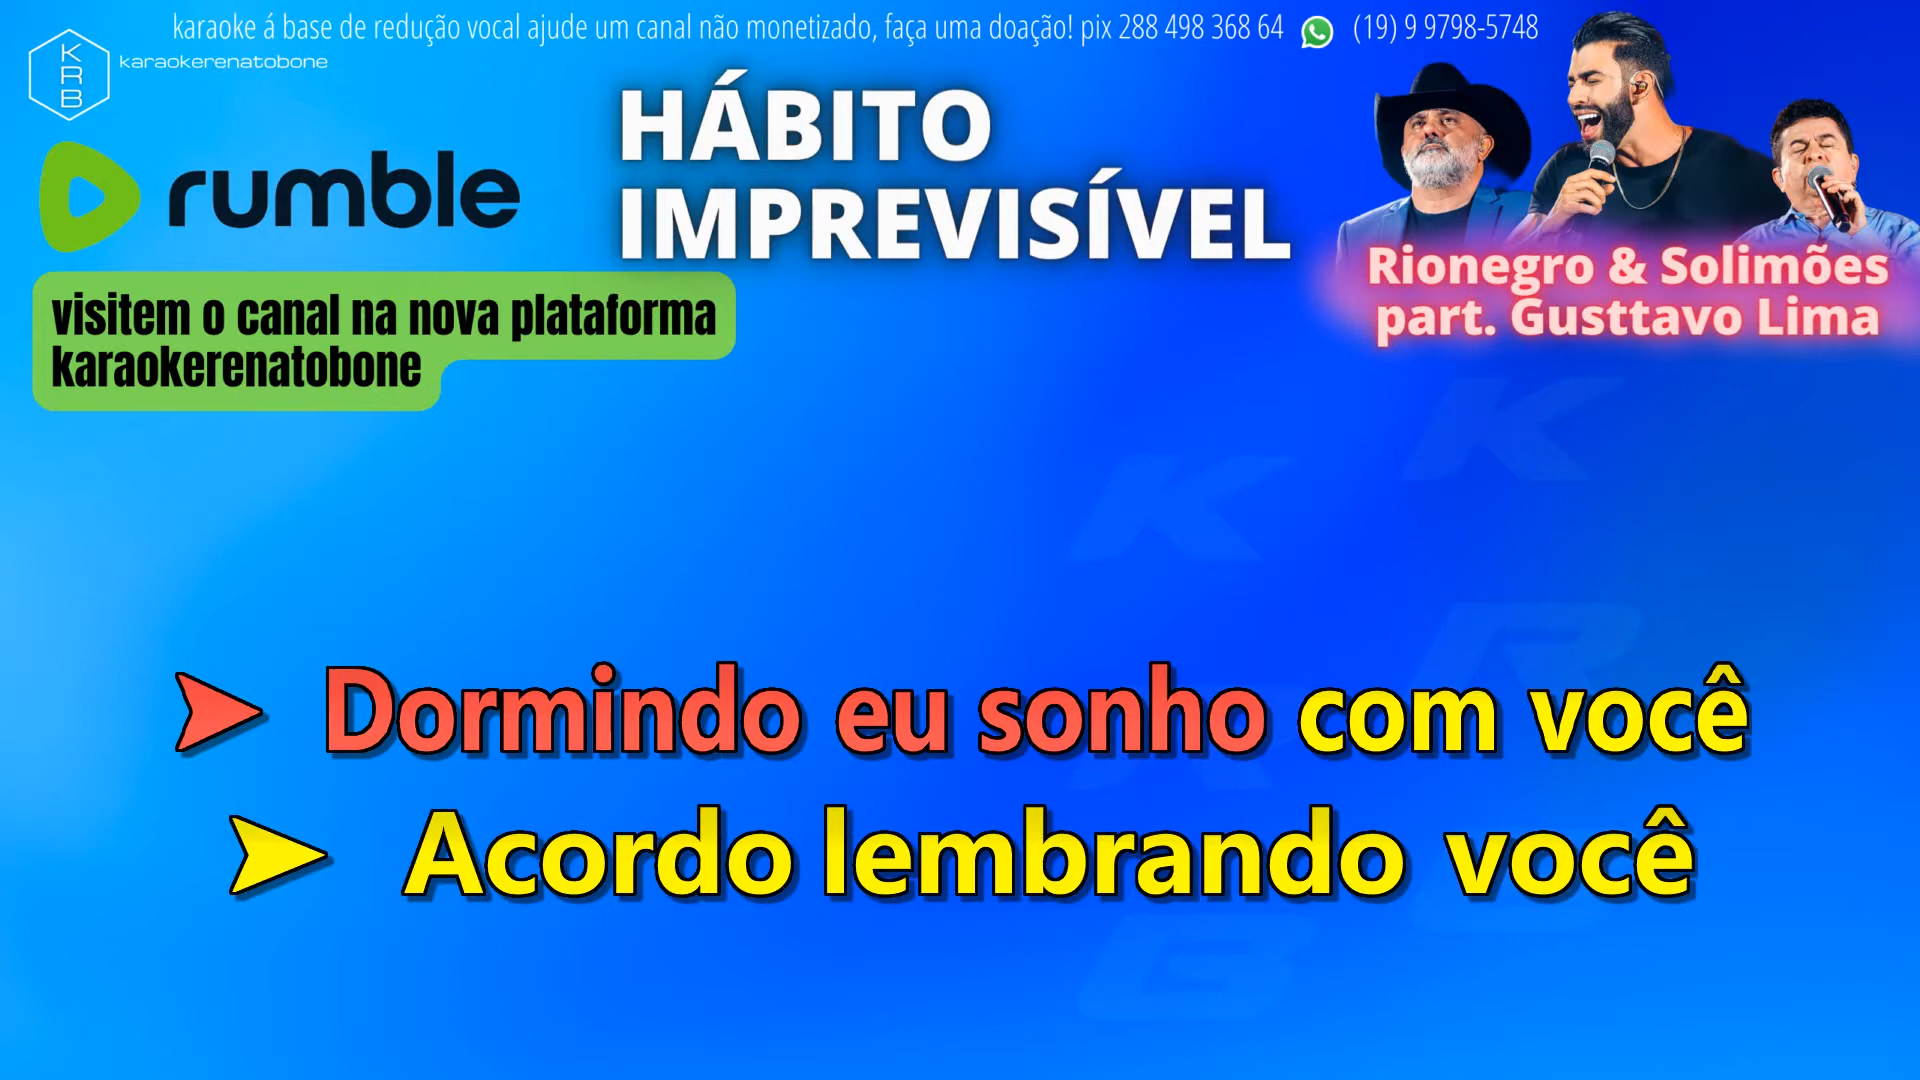 karaoke á base de redução vocal ajude um canal não monetizado, faça uma doação! pix 288 498 368 64 (19) 9 9798-5748
KRB
karaokerenatobone
rumble
HÁBITO
IMPREVISÍVEL
Rionegro & Solimões
part. Gusttavo Lima
visitem o canal na nova plataforma
karaokerenatobone
K
K
R
R
B
B
➤ Dormindo eu sonho com você
➤ Acordo lembrando você